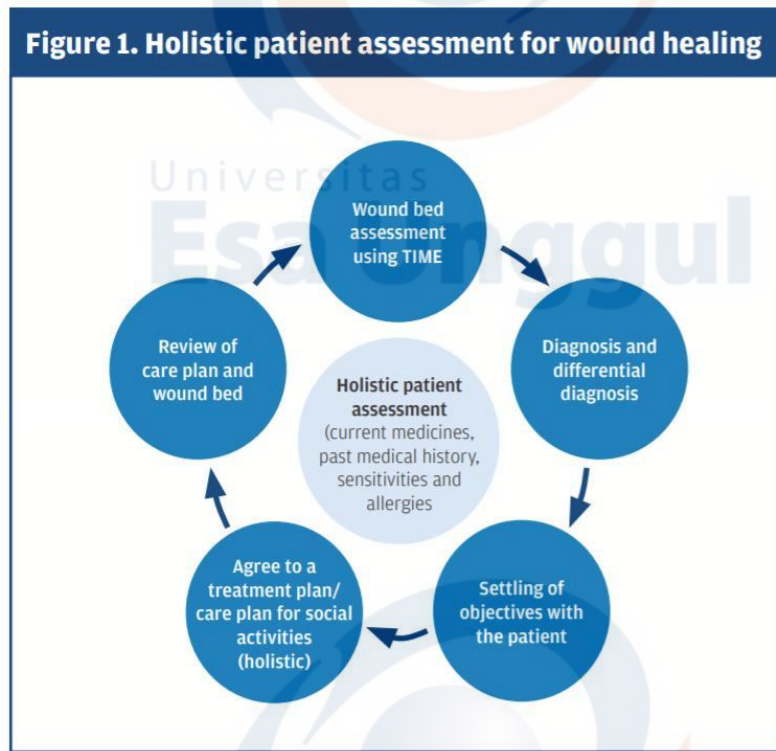 Figure 1. Holistic patient assessment for wound healing
Universitas
Esa Unggul
Wound bed
assessment
using TIME
Diagnosis and
differential
diagnosis
Settling of
objectives with
the patient
Agree to a
treatment plan/
care plan for social
activities
(holistic)
Review of
care plan and
wound bed
Holistic patient
assessment
(current medicines,
past medical history,
sensitivities and
allergies